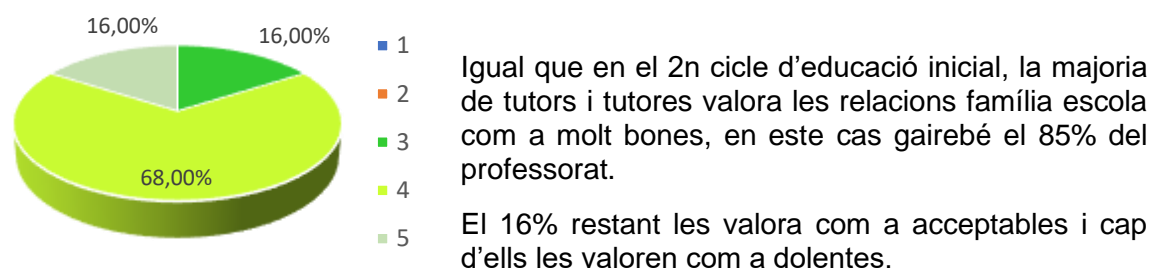 16,00%
16,00%
68,00%
1
2
3
4
5
Igual que en el 2n cicle d’educació inicial, la majoria
de tutors i tutores valora les relacions família escola
com a molt bones, en este cas gairebé el 85% del
professorat.
El 16% restant les valora com a acceptables i cap
d’ells les valoren com a dolentes.